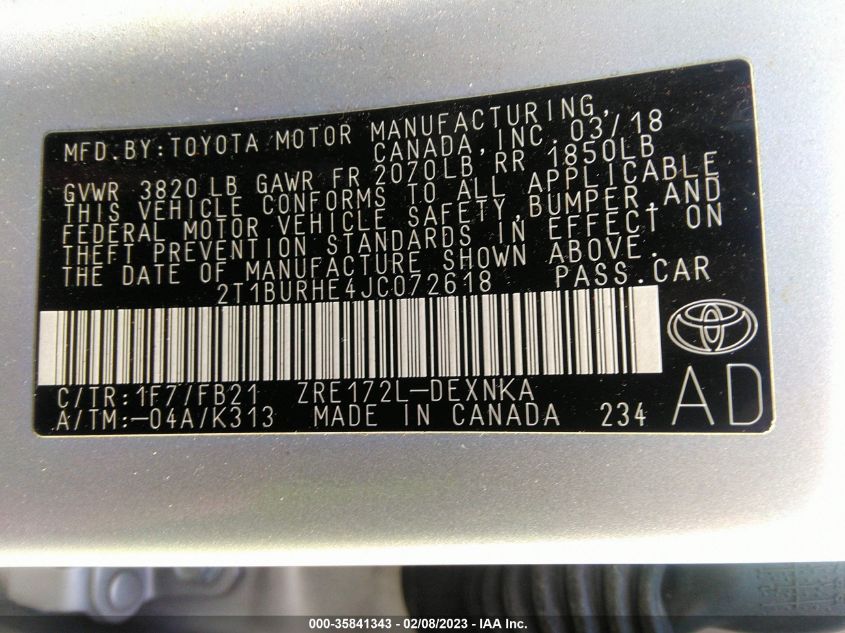 MFD.BY:TOYOTA MOTOR MANUFACTURING,
CANADA,INC. 03/18
GVWR 3820 LB GAWR FR 2070LB RR 1850LB
THIS VEHICLE CONFORMS TO ALL APPLICABLE
FEDERAL MOTOR VEHICLE SAFETY,BUMPER,AND
THEFT PREVENTION STANDARDS IN EFFECT ON
THE DATE OF MANUFACTURE SHOWN ABOVE.
2T1BURHE4JC072618 PASS.CAR
C/TR:1F7/FB21 ZRE172L-DEXNKA
A/TM:-04A/K313 MADE IN CANADA 234
AD
000-35841343 - 02/08/2023 - IAA Inc.